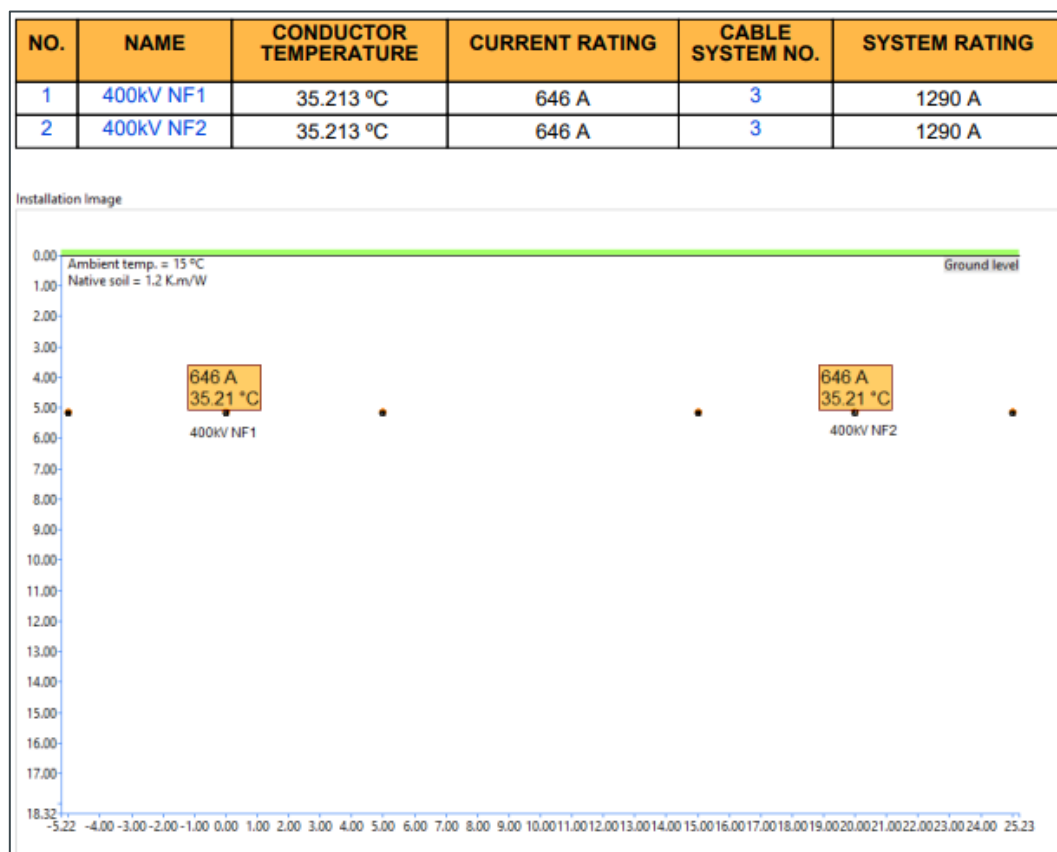 NO. NAME CONDUCTOR TEMPERATURE CURRENT RATING CABLE SYSTEM NO. SYSTEM RATING
1 400kV NF1 35.213 ºC 646 A 3 1290 A
2 400kV NF2 35.213 ºC 646 A 3 1290 A
Installation Image
0.00
Ambient temp. = 15 ºC
Ground level
Native soil = 1.2 K.m/W
1.00
2.00
3.00
4.00
646 A
35.21 °C
646 A
35.21 °C
5.00
400kV NF1
400kV NF2
6.00
7.00
8.00
9.00
10.00
11.00
12.00
13.00
14.00
15.00
16.00
17.00
18.32
-5.22 -4.00 -3.00 -2.00 -1.00 0.00 1.00 2.00 3.00 4.00 5.00 6.00 7.00 8.00 9.00 10.00 11.00 12.00 13.00 14.00 15.00 16.00 17.00 18.00 19.00 20.00 21.00 22.00 23.00 24.00 25.23